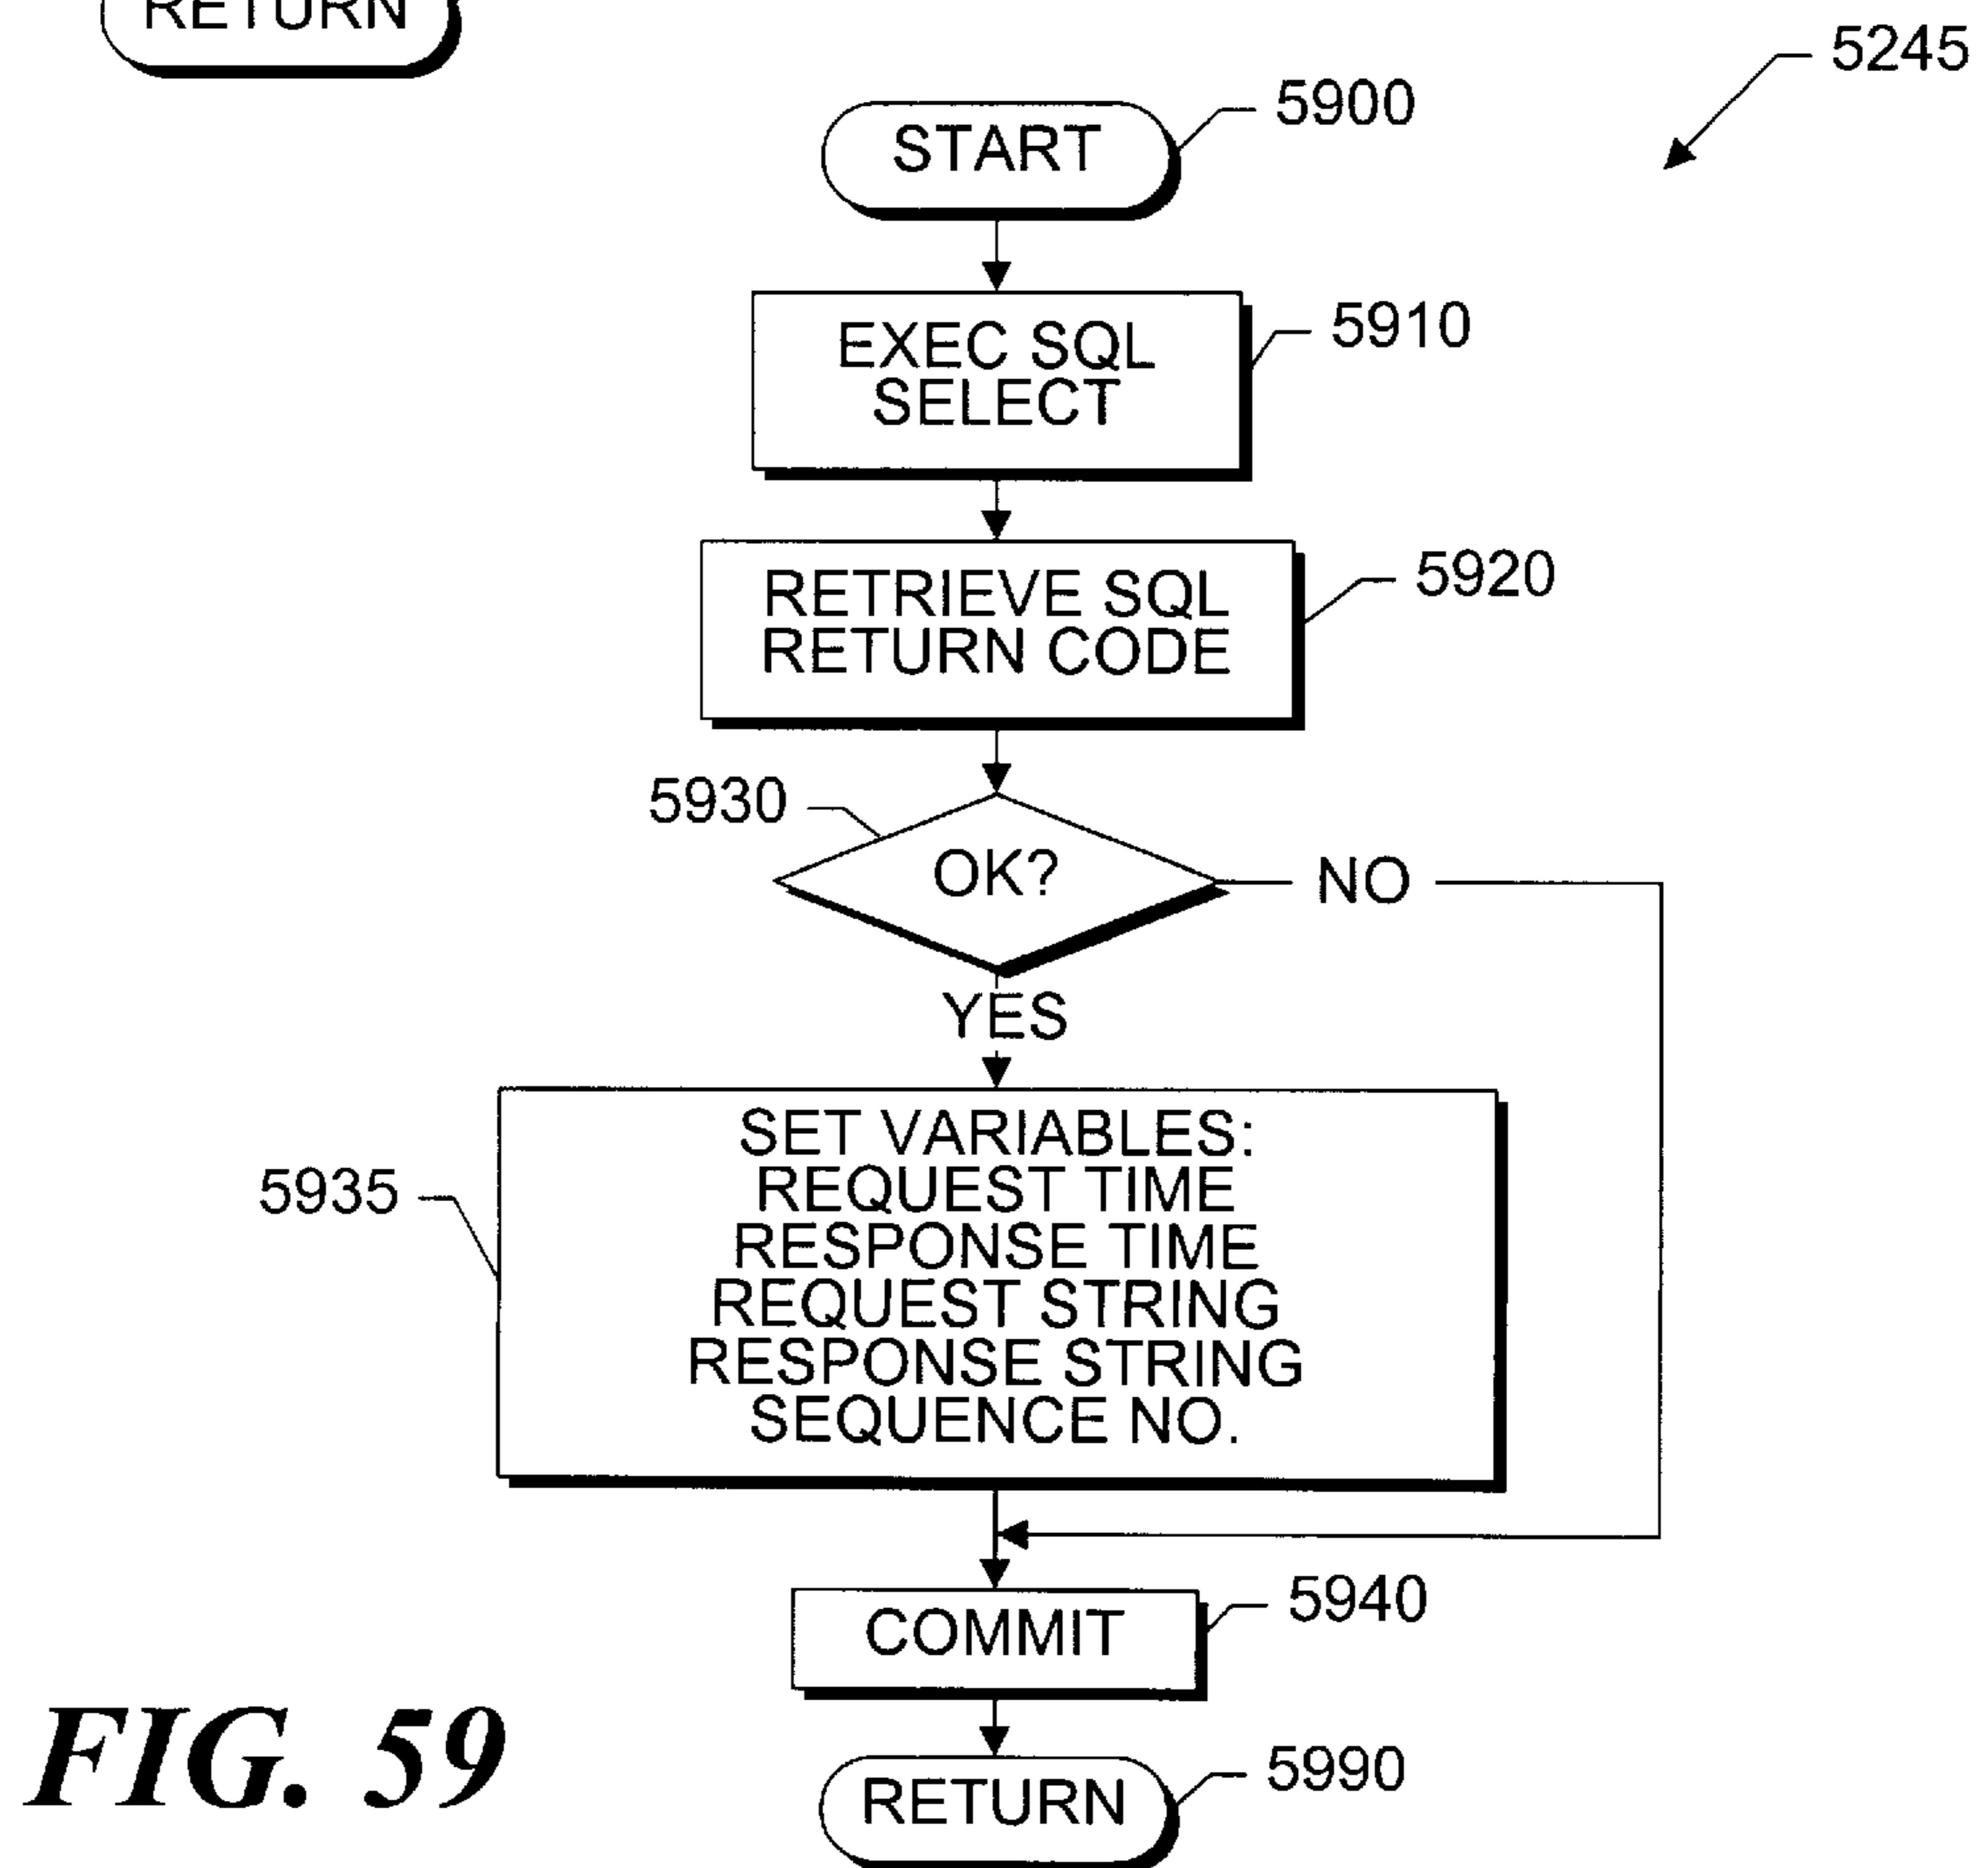 RETURN
5245
START
5900
EXEC SQL
SELECT
5910
RETRIEVE SQL
RETURN CODE
5920
5930
OK?
NO
YES
SET VARIABLES:
REQUEST TIME
RESPONSE TIME
REQUEST STRING
RESPONSE STRING
SEQUENCE NO.
5935
COMMIT
5940
RETURN
5990
FIG. 59